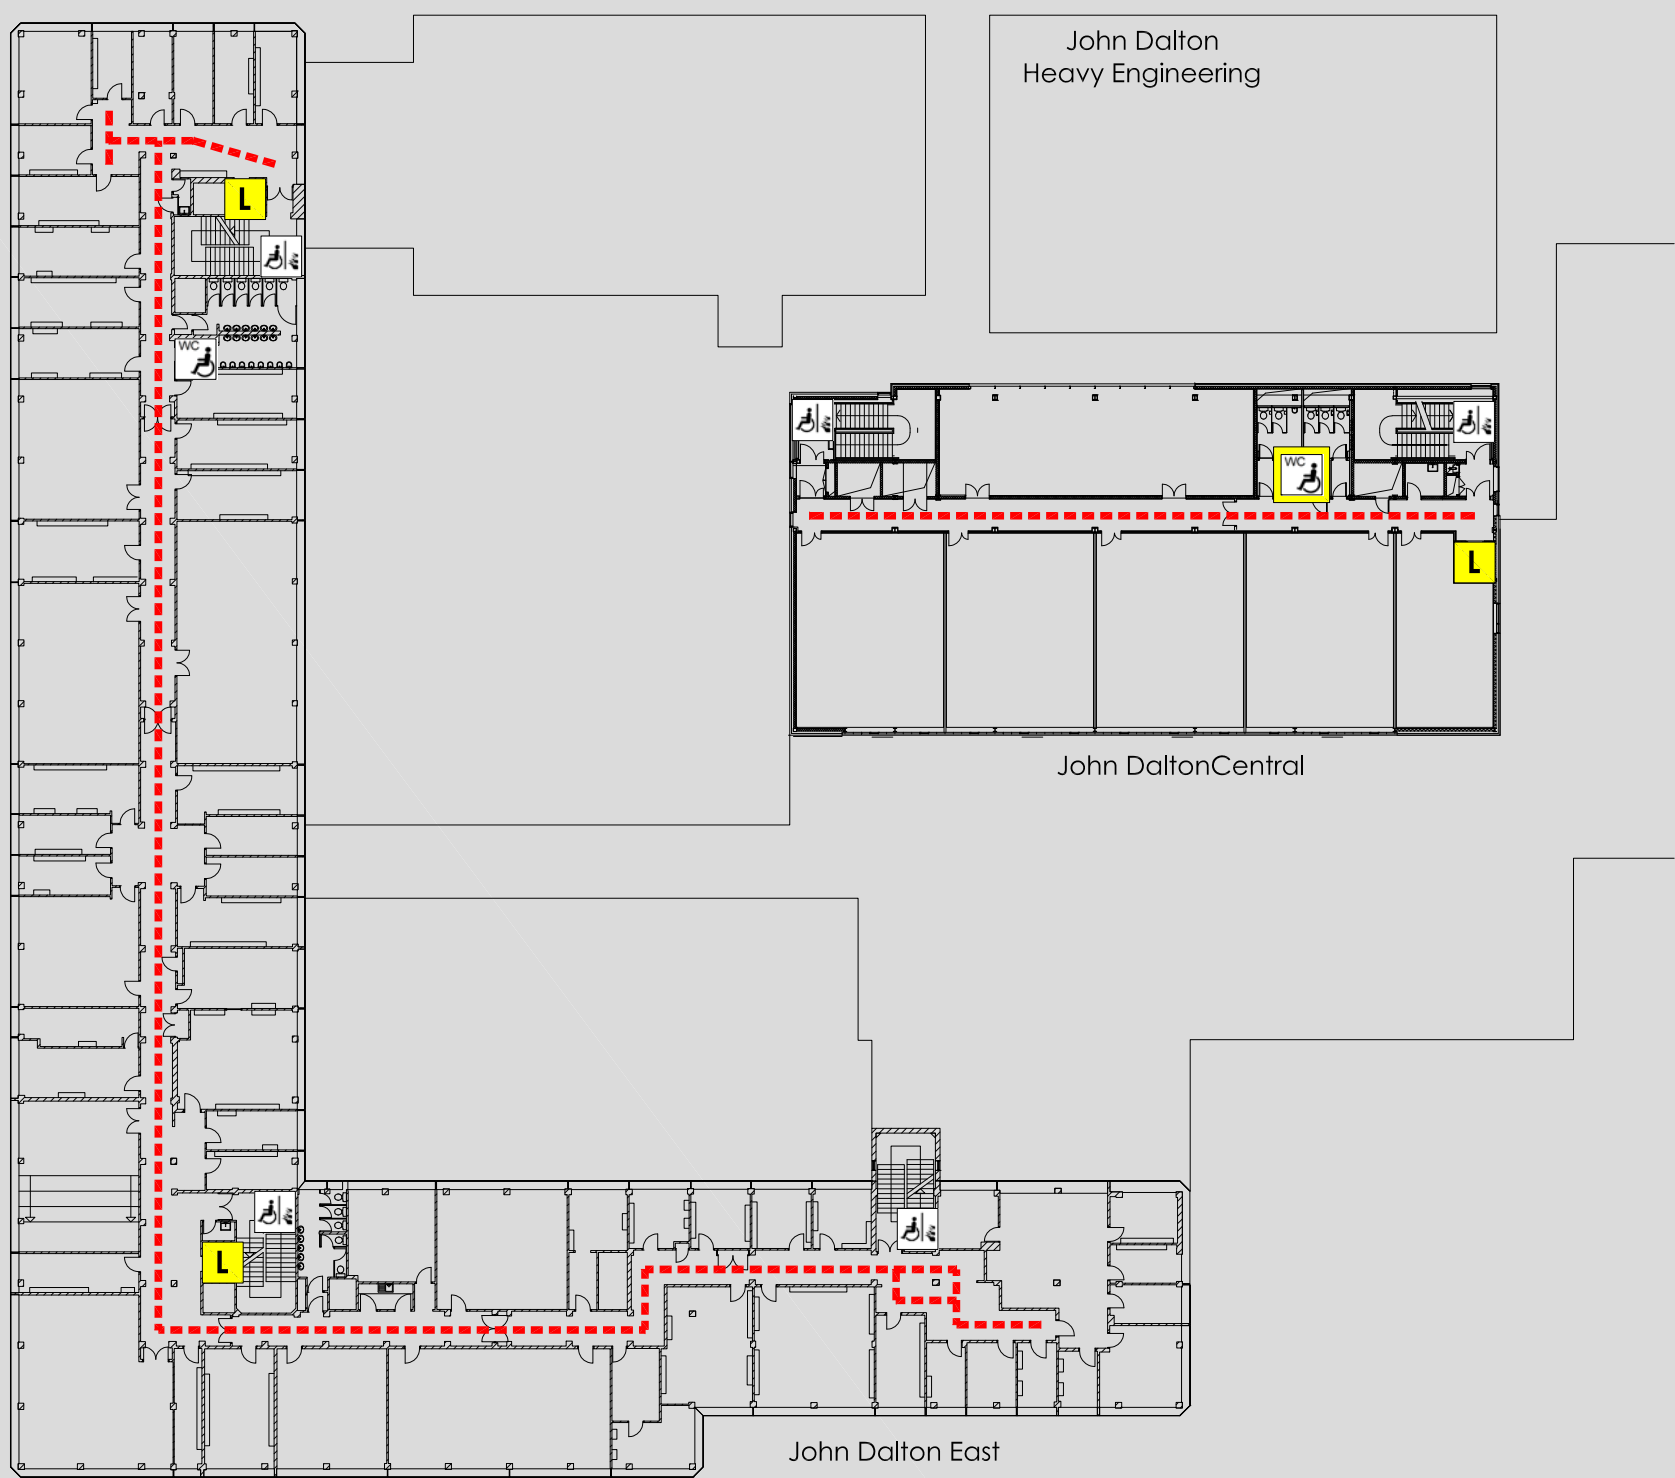 John Dalton
Heavy Engineering
L
WC
WC
L
John DaltonCentral
L
John Dalton East